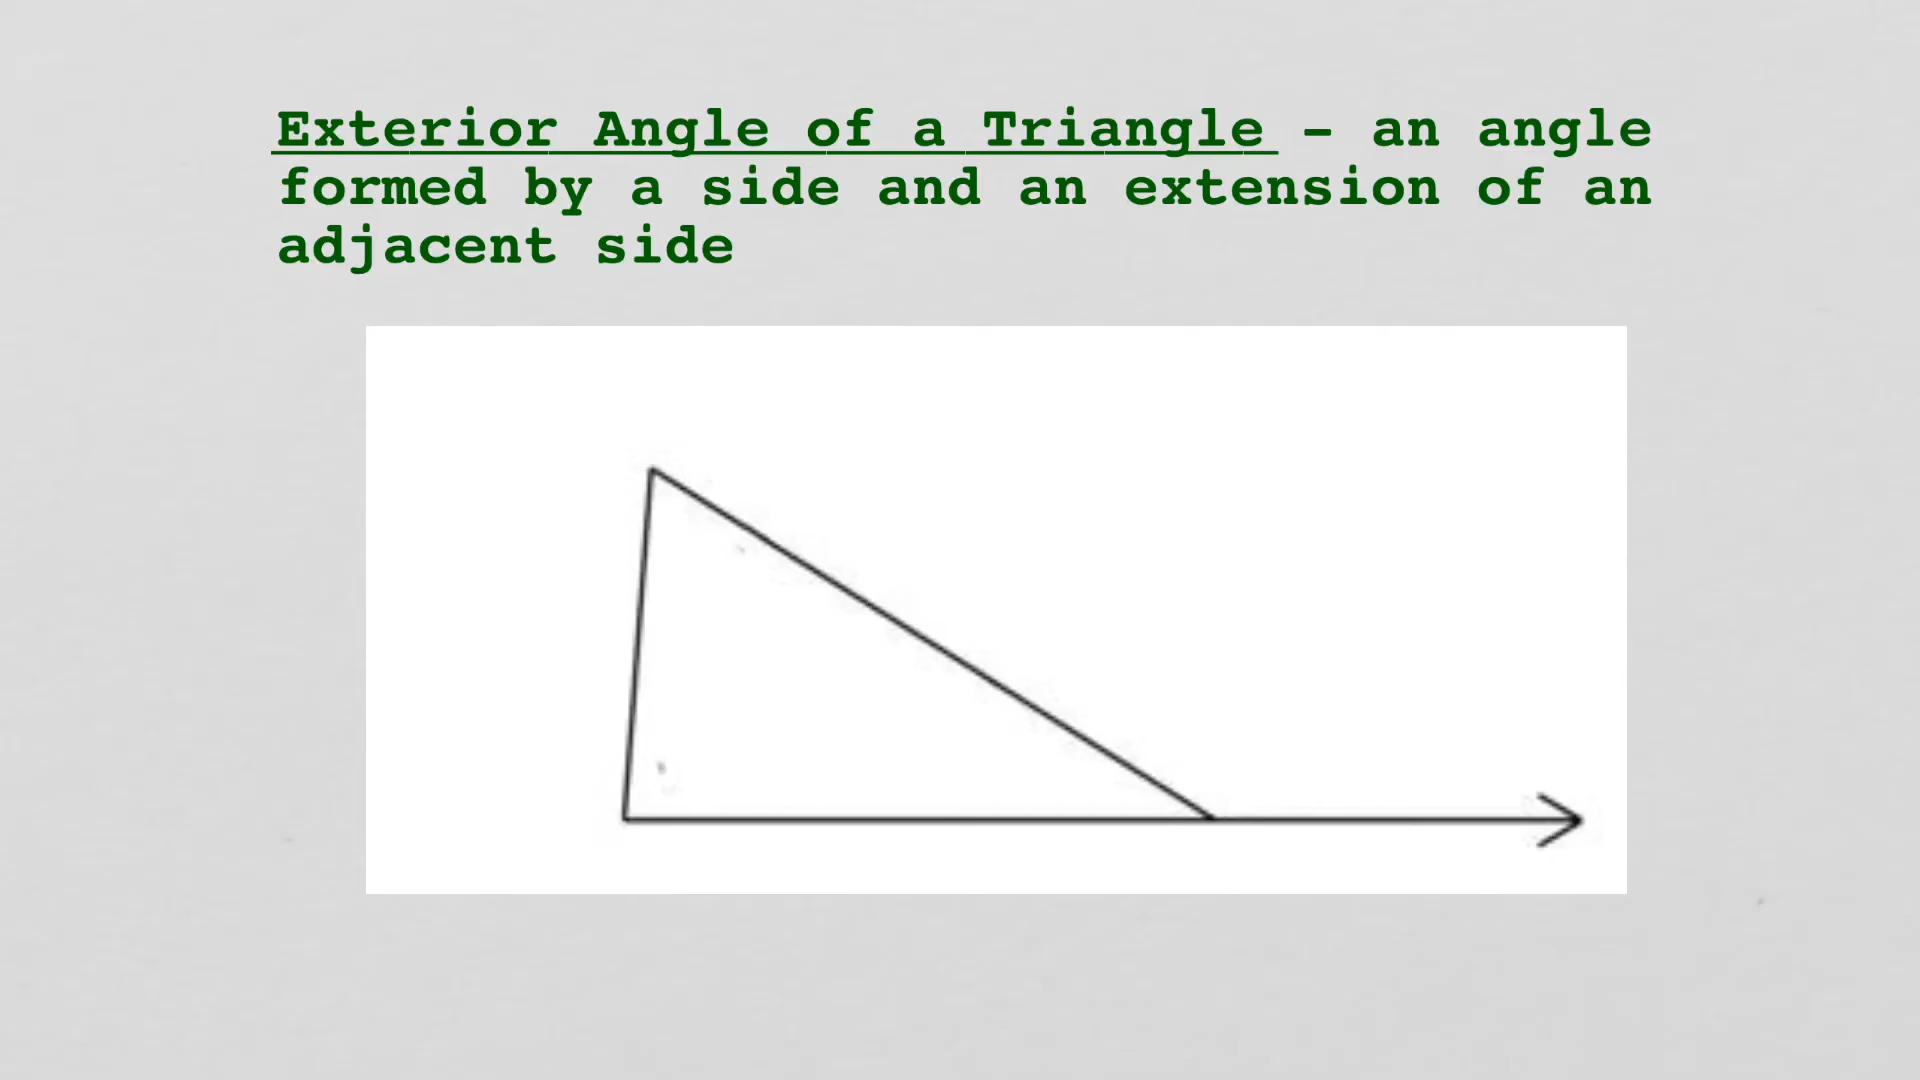 Exterior Angle of a Triangle – an angle
formed by a side and an extension of an
adjacent side